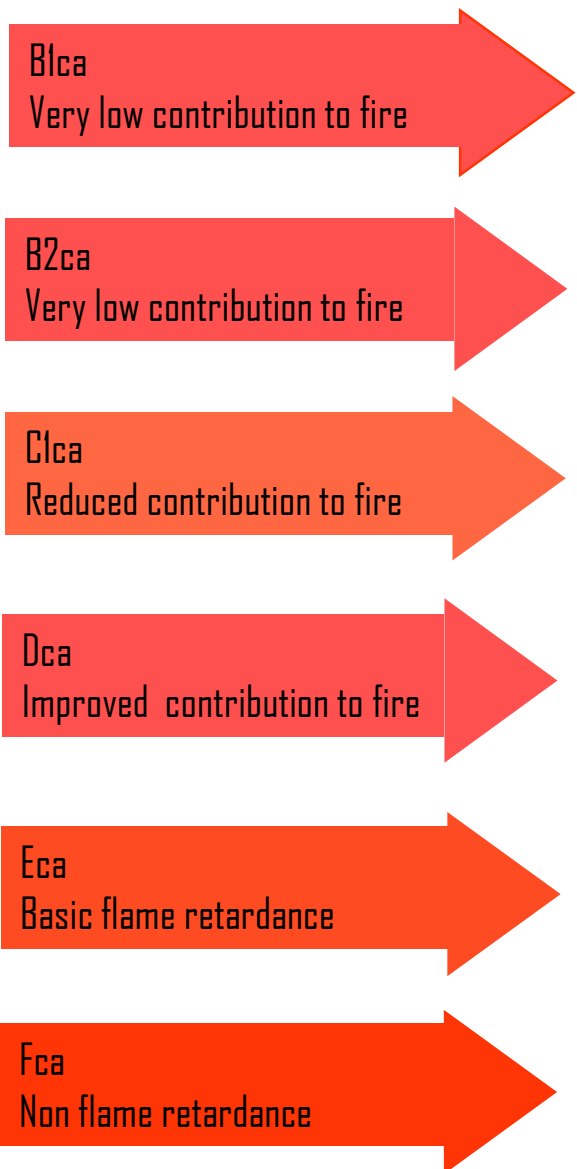 B1ca
Very low contribution to fire
B2ca
Very low contribution to fire
C1ca
Reduced contribution to fire
Dca
Improved  contribution to fire
Eca
Basic flame retardance
Fca
Non flame retardance